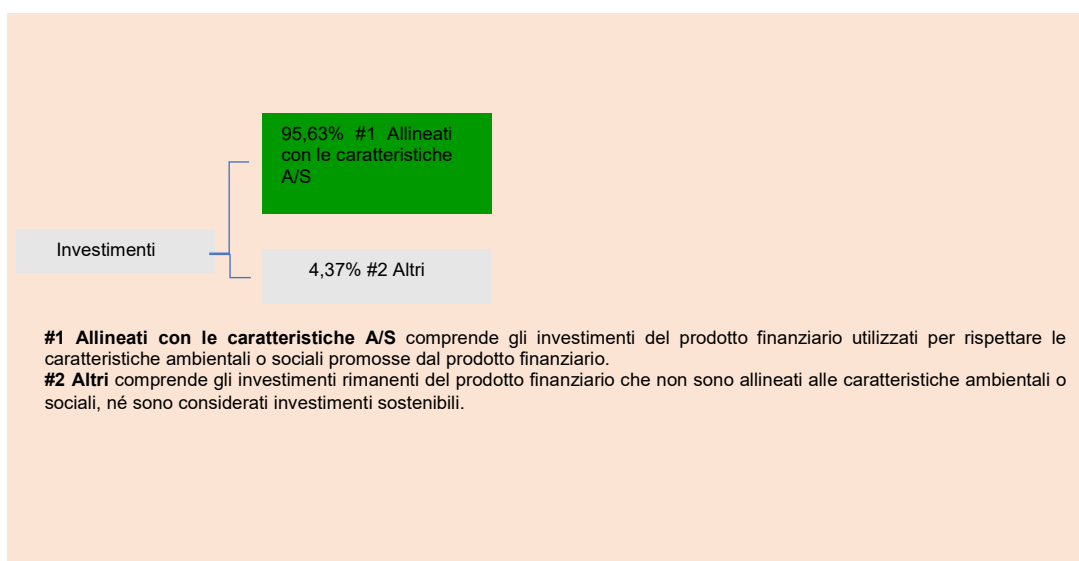 95,63% #1 Allineati
con le caratteristiche
A/S
Investimenti
4,37% #2 Altri
#1 Allineati con le caratteristiche A/S comprende gli investimenti del prodotto finanziario utilizzati per rispettare le
caratteristiche ambientali o sociali promosse dal prodotto finanziario.
#2 Altri comprende gli investimenti rimanenti del prodotto finanziario che non sono allineati alle caratteristiche ambientali o
sociali, né sono considerati investimenti sostenibili.